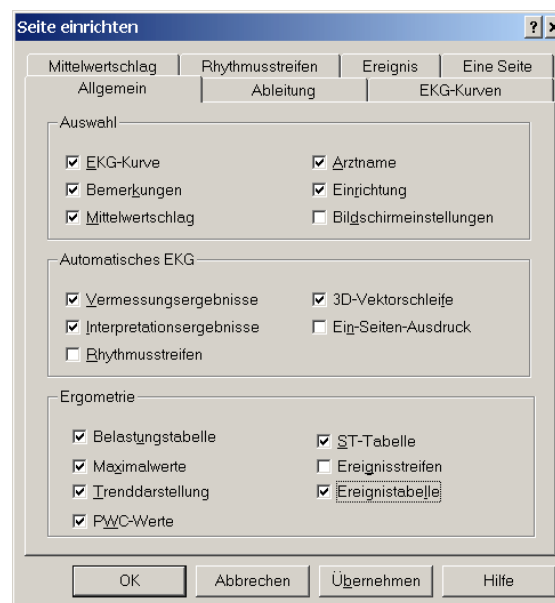 Seite einrichten
Mittelwertschlag Rhythmusstreifen Ereignis Eine Seite
Allgemein Ableitung EKG-Kurven
Auswahl
EKG-Kurve Arztname
Bemerkungen Einrichtung
Mittelwertschlag Bildschirmeinstellungen
Automatisches EKG
Vermessungsergebnisse 3D-Vektorschleife
Interpretationsergebnisse Ein-Seiten-Ausdruck
Rhythmusstreifen
Ergometrie
Belastungstabelle ST-Tabelle
Maximalwerte Ereignisstreifen
Trenddarstellung Ereignistabelle
PWC-Werte
OK Abbrechen Übernehmen Hilfe